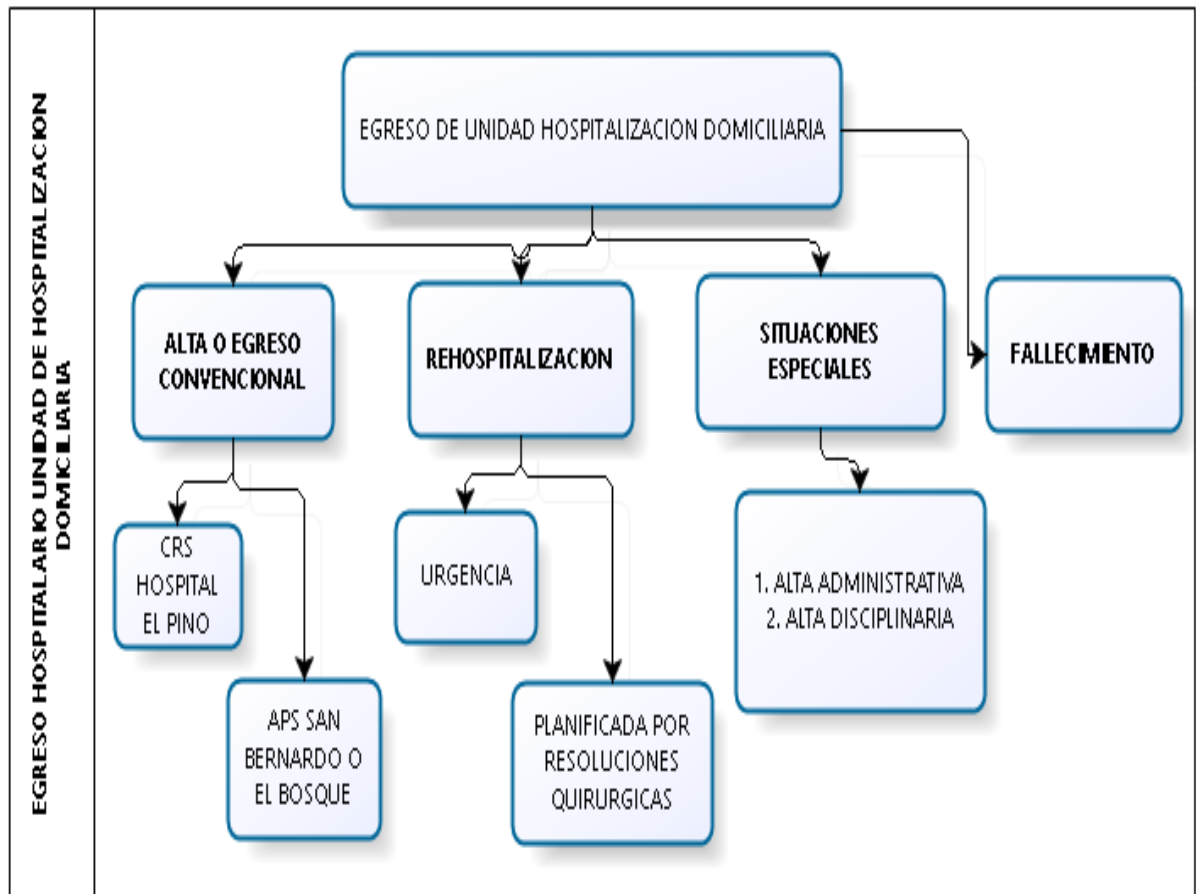 EGRESO HOSPITALARIO UNIDAD DE HOSPITALIZACION
DOMICILIARIA
EGRESO DE UNIDAD HOSPITALIZACION DOMICILIARIA
ALTA O EGRESO
CONVENCIONAL
REHOSPITALIZACION
SITUACIONES
ESPECIALES
FALLECIMIENTO
CRS
HOSPITAL
EL PINO
APS SAN
BERNARDO O
EL BOSQUE
URGENCIA
PLANIFICADA POR
RESOLUCIONES
QUIRURGICAS
1. ALTA ADMINISTRATIVA
2. ALTA DISCIPLINARIA